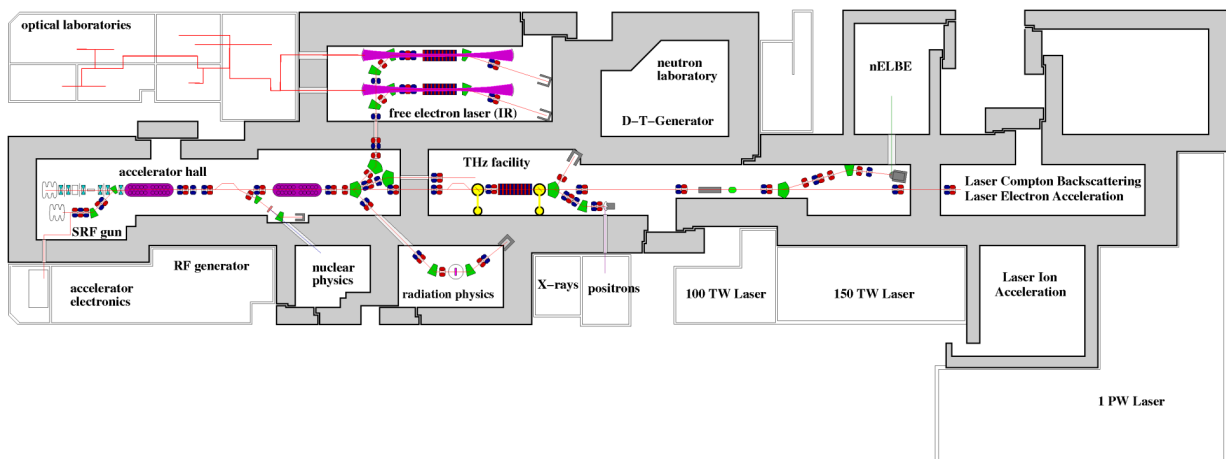 optical laboratories
free electron laser (IR)
neutron
laboratory
D−T−Generator
nELBE
accelerator hall
THz facility
Laser Compton Backscattering
Laser Electron Acceleration
SRF gun
RF generator
accelerator
electronics
nuclear
physics
radiation physics
X−rays
positrons
100 TW Laser
150 TW Laser
Laser Ion
Acceleration
1 PW Laser